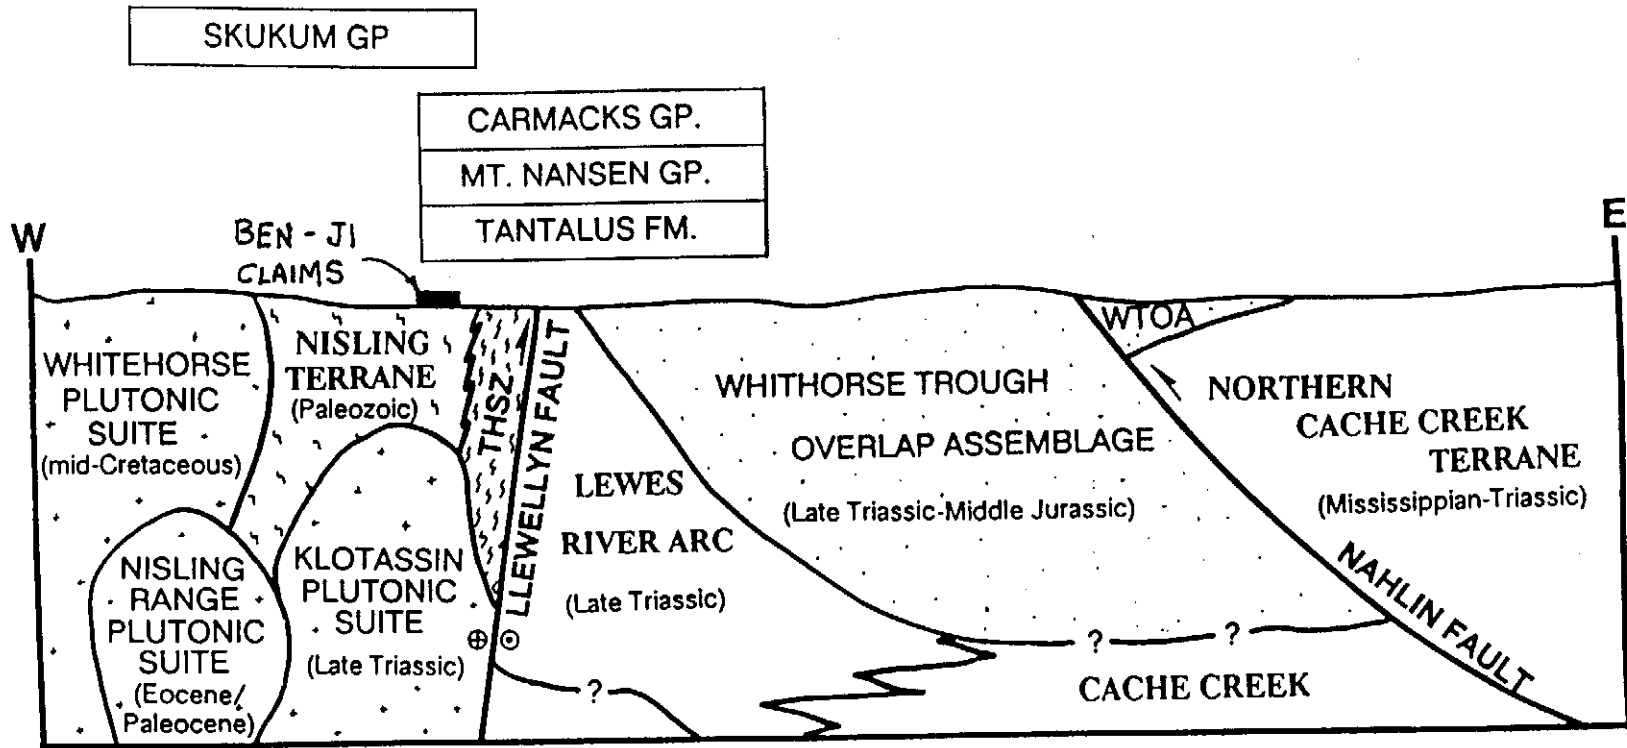 SKUKUM GP
CARMACKS GP.
MT. NANSEN GP.
TANTALUS FM.
W
E
BEN-JI
CLAIMS
WHITEHORSE
PLUTONIC
SUITE
(mid-Cretaceous)
NISLING
TERRANE
(Paleozoic)
THSZ
LLEWELLYN FAULT
WTOA
WHITHORSE TROUGH
OVERLAP ASSEMBLAGE
(Late Triassic-Middle Jurassic)
NORTHERN
CACHE CREEK
TERRANE
(Mississippian-Triassic)
LEWES
RIVER ARC
(Late Triassic)
NISLING
RANGE
PLUTONIC
SUITE
(Eocene/
Paleocene)
KLOTASSIN
PLUTONIC
SUITE
(Late Triassic)
NAHLIN FAULT
?
?
?
CACHE CREEK